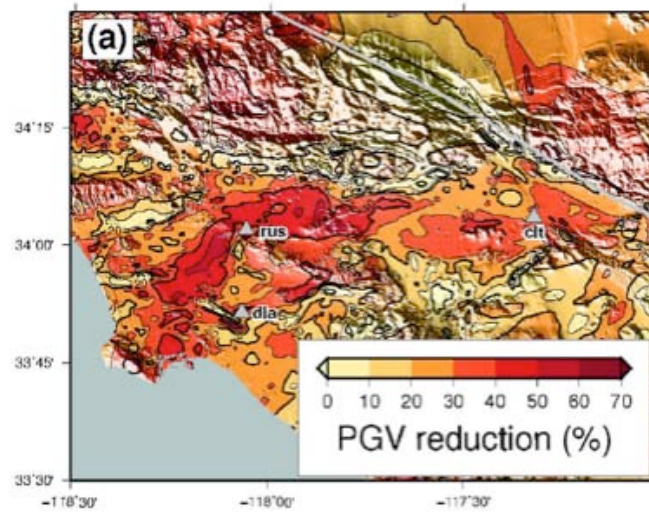 (a)
34°15'
34°00'
33°45'
33°30'
rus
clt
dla
0 10 20 30 40 50 60 70
PGV reduction (%)
−118°30' −118°00' −117°30'